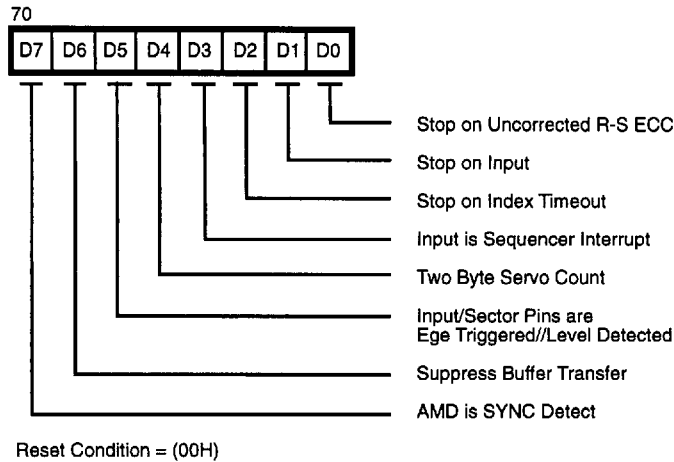 70
D7 D6 D5 D4 D3 D2 D1 D0
Stop on Uncorrected R-S ECC
Stop on Input
Stop on Index Timeout
Input is Sequencer Interrupt
Two Byte Servo Count
Input/Sector Pins are
Ege Triggered//Level Detected
Suppress Buffer Transfer
AMD is SYNC Detect
Reset Condition = (00H)